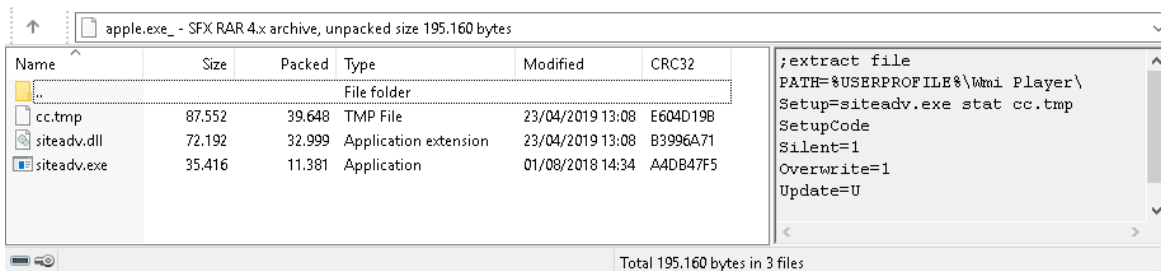 apple.exe_ - SFX RAR 4.x archive, unpacked size 195.160 bytes
Name Size Packed Type Modified CRC32
.. File folder
cc.tmp 87.552 39.648 TMP File 23/04/2019 13:08 E604D19B
siteadv.dll 72.192 32.999 Application extension 23/04/2019 13:08 B3996A71
siteadv.exe 35.416 11.381 Application 01/08/2018 14:34 A4DB47F5
;extract file
PATH=%USERPROFILE%\Wmi Player\
Setup=siteadv.exe stat cc.tmp
SetupCode
Silent=1
Overwrite=1
Update=U
Total 195.160 bytes in 3 files